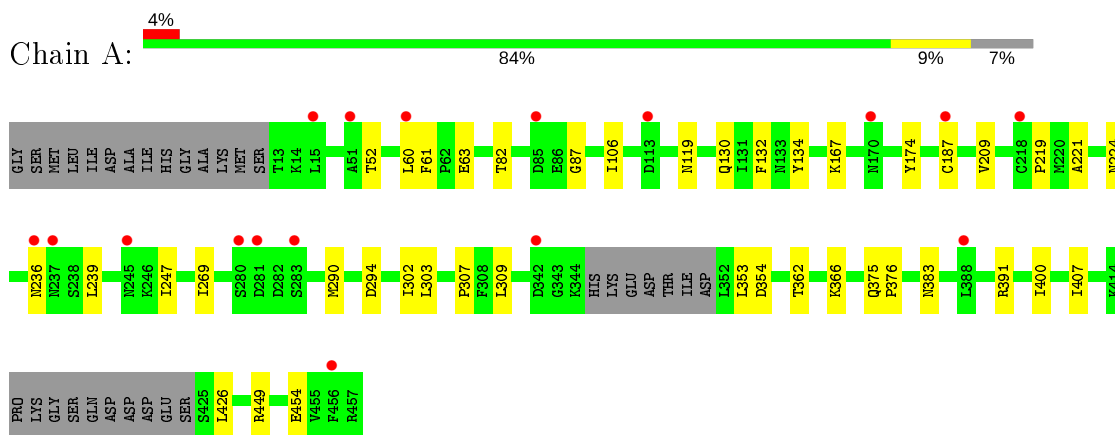 4%
Chain A:
84%
9%
7%
GLY SER MET LEU ILE ASP ALA ILE HIS GLY ALA LYS MET SER T13 K14 L15 A51 T52 L60 F61 P62 E63 T82 D85 E86 G87 I106 D113 N119 Q130 I131 F132 N133 Y134 K167 N170 Y174 C187 V209 C218 P219 M220 A221
N236 N237 S238 L239 N245 K246 I247 I269 S280 D281 D282 S283 M290 D294 I302 L303 P307 F308 L309 D342 G343 K344 HIS LYS GLU ASP THR ILE ASP L352 L353 D354 T362 K366 Q375 P376 N383 L388 R391 I400 I407 K414
PRO LYS GLY SER GLN ASP ASP ASP GLU SER S425 L426 R449 E454 V455 F456 R457